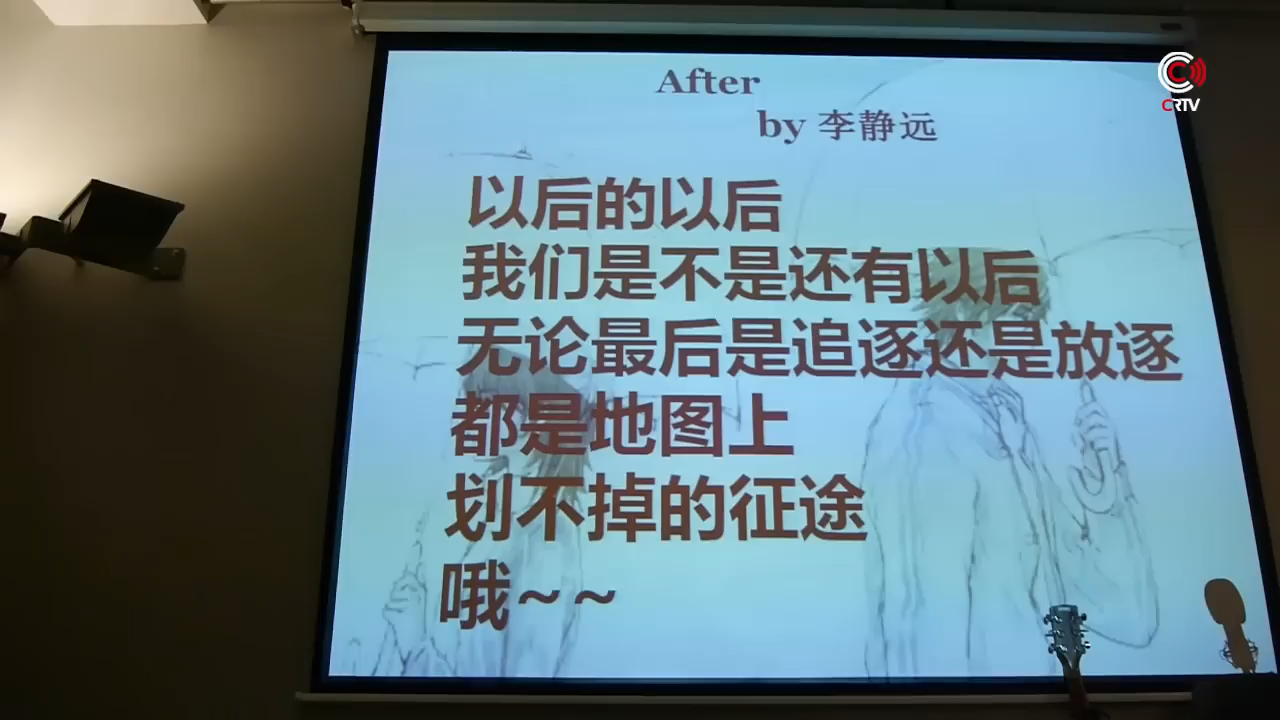 CRTV
After
by 李静远
以后的以后
我们是不是还有以后
无论最后是追逐还是放逐
都是地图上
划不掉的征途
哦~~